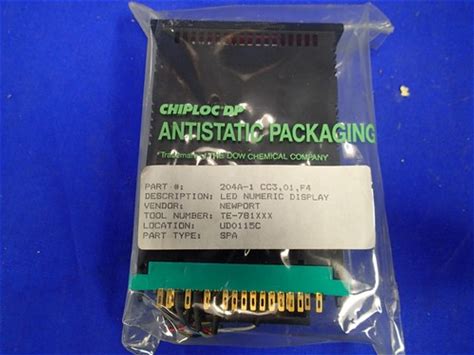 CHIPLOC DP
ANTISTATIC PACKAGING
*Trademark of THE DOW CHEMICAL COMPANY
PART #: 204A-1 CC3,01,F4
DESCRIPTION: LED NUMERIC DISPLAY
VENDOR: NEWPORT
TOOL NUMBER: TE-781XXX
LOCATION: UD0115C
PART TYPE: SPA